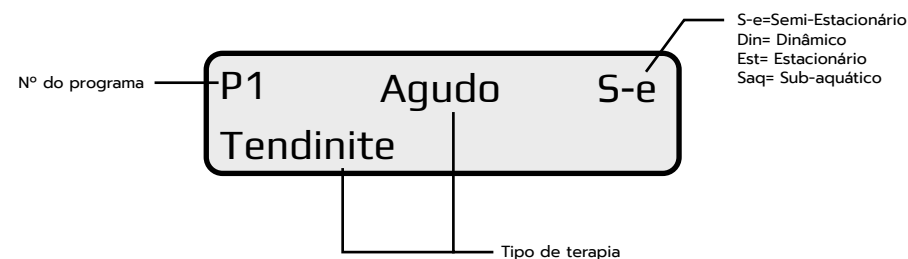 S-e=Semi-Estacionário
Din= Dinâmico
Est= Estacionário
Saq= Sub-aquático
Nº do programa
P1 Agudo S-e
Tendinite
Tipo de terapia